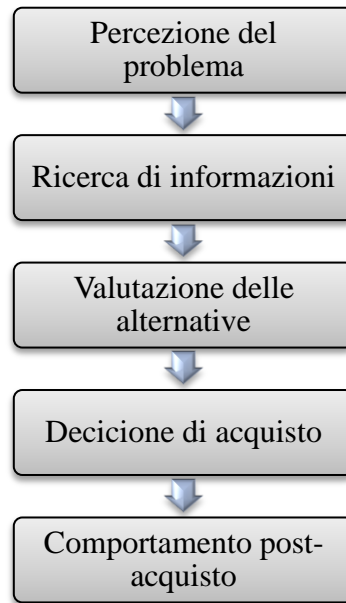 Percezione del
problema
Ricerca di informazioni
Valutazione delle
alternative
Decicione di acquisto
Comportamento post-
acquisto